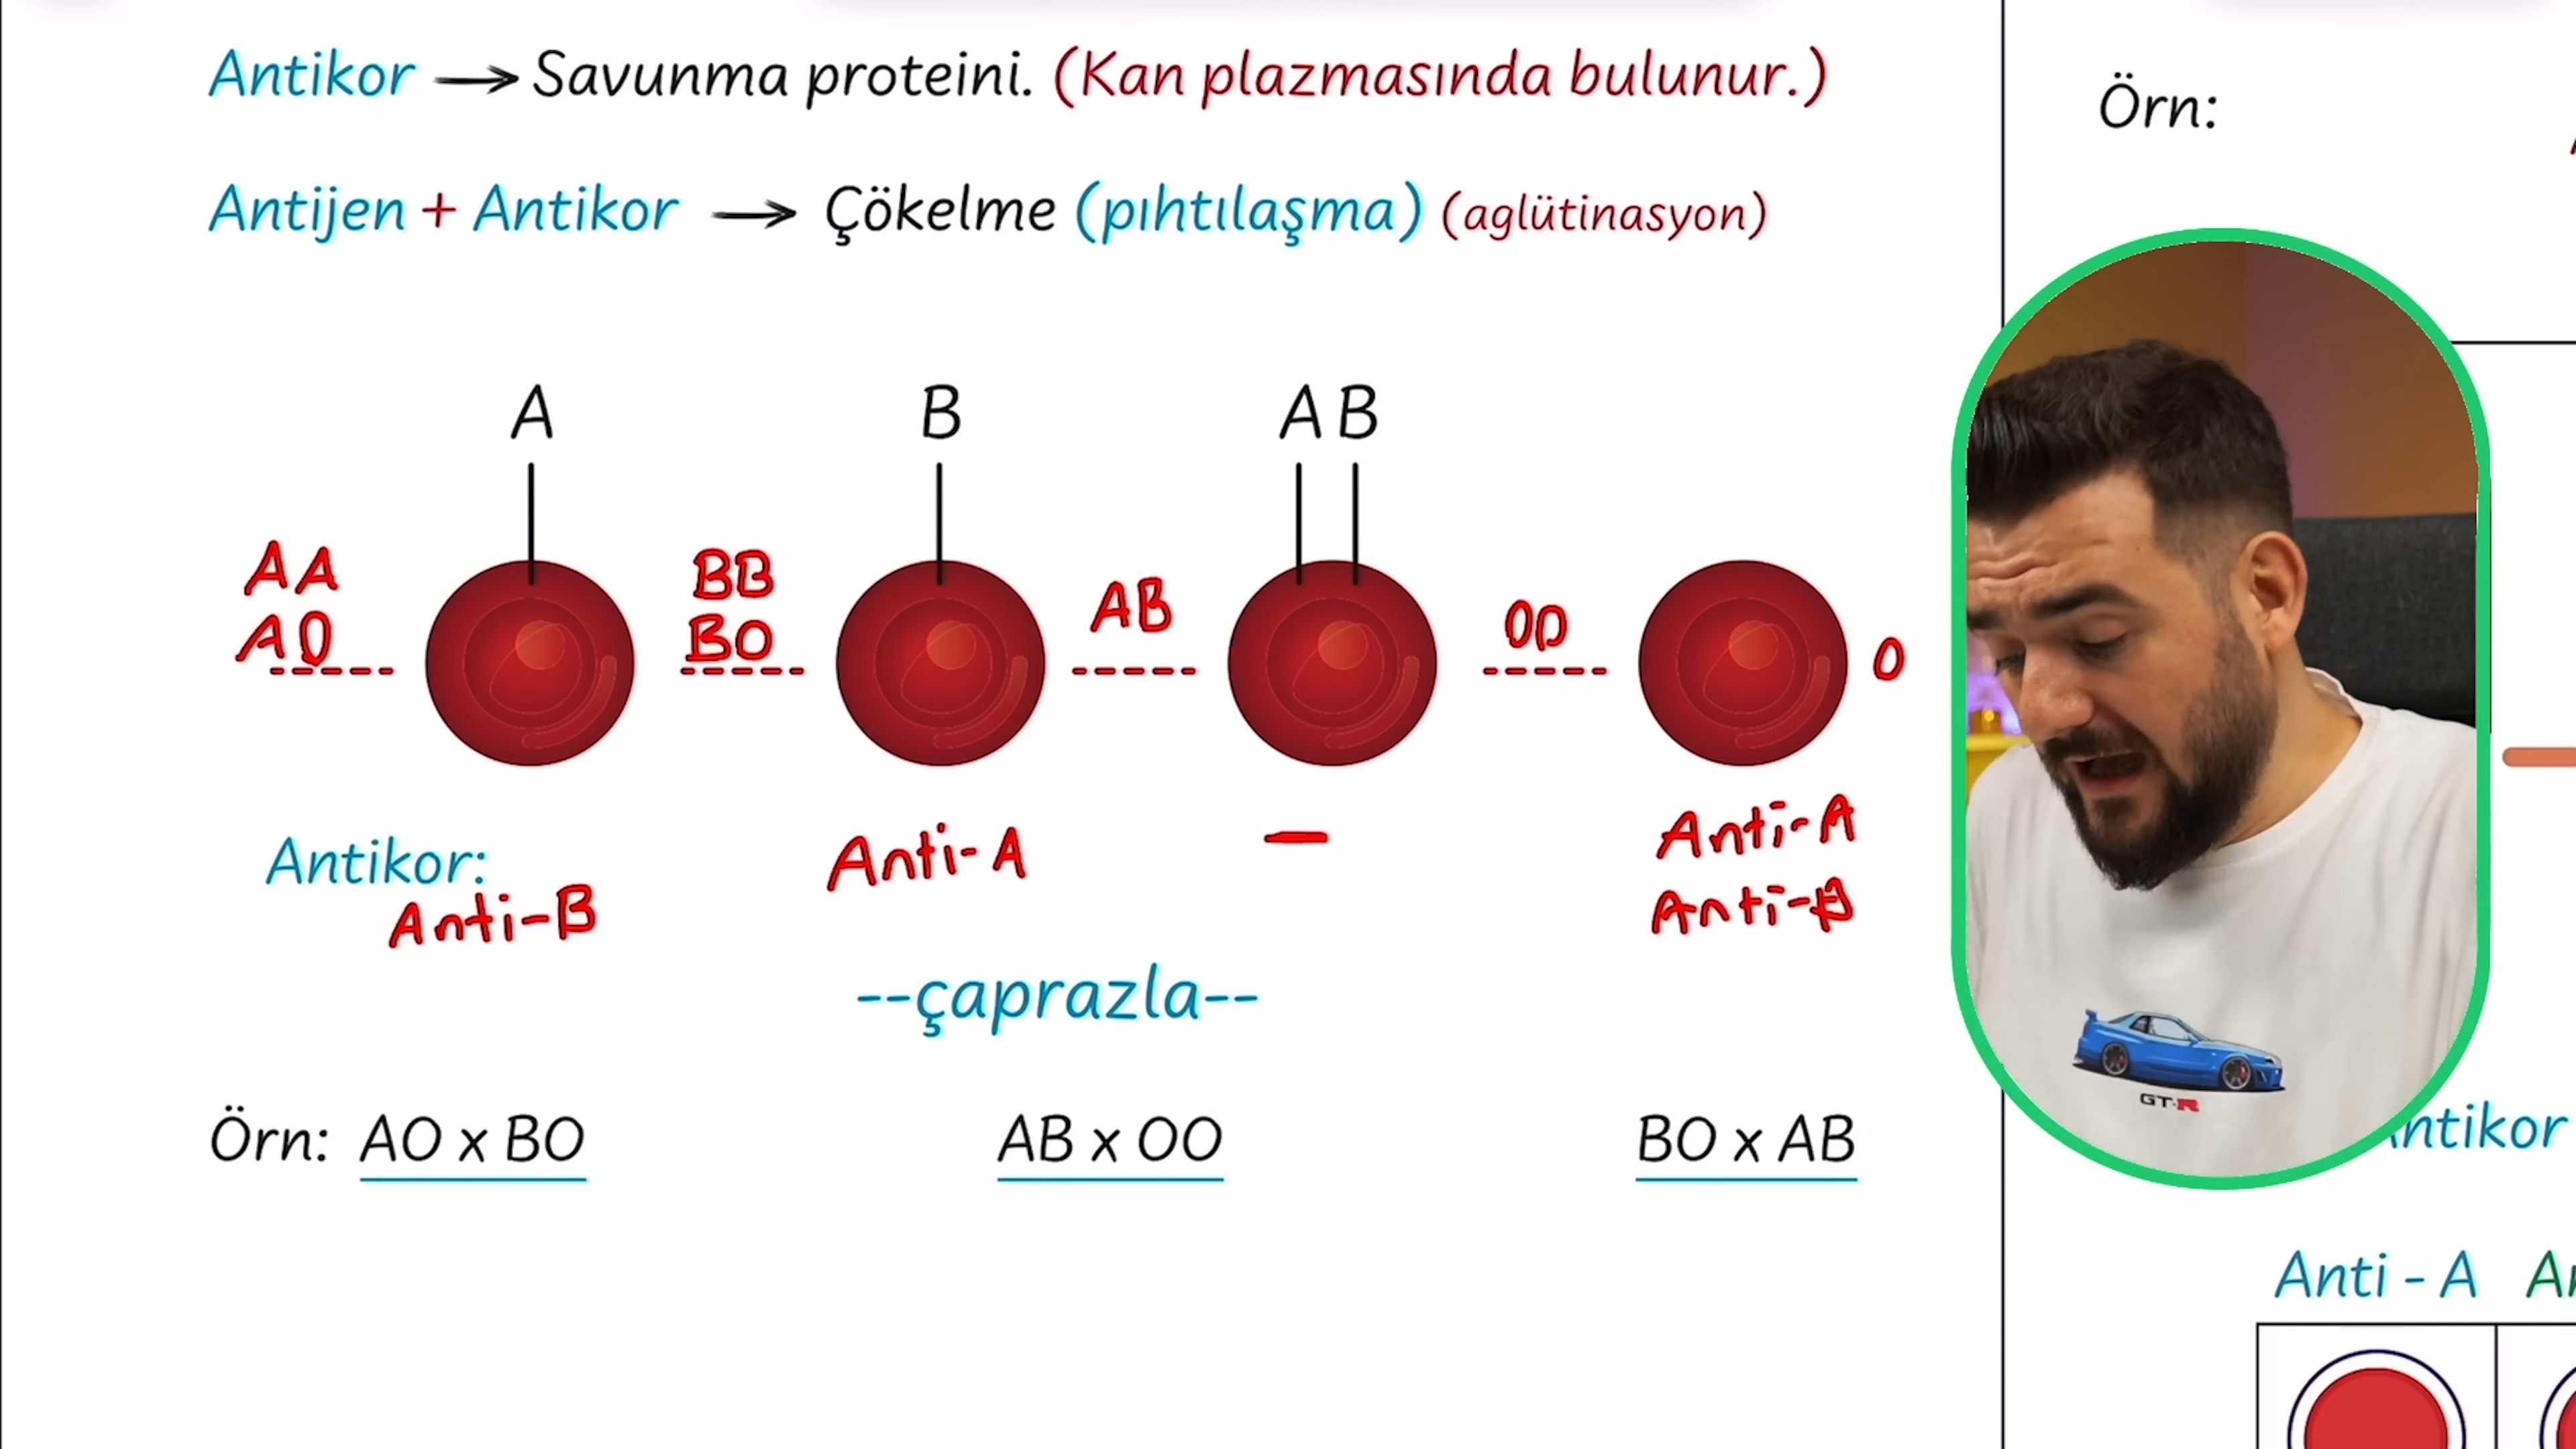 Antikor → Savunma proteini. (Kan plazmasında bulunur.)
Antijen + Antikor → Çökelme (pıhtılaşma) (aglütinasyon)
A B A B
AA BB AB OO
AO BO O
Antikor: Anti-A — Anti-A
Anti-B Anti-B
--çaprazla--
Örn: AO x BO AB x OO BO x AB
Örn:
GT-R
Antikor
Anti - A